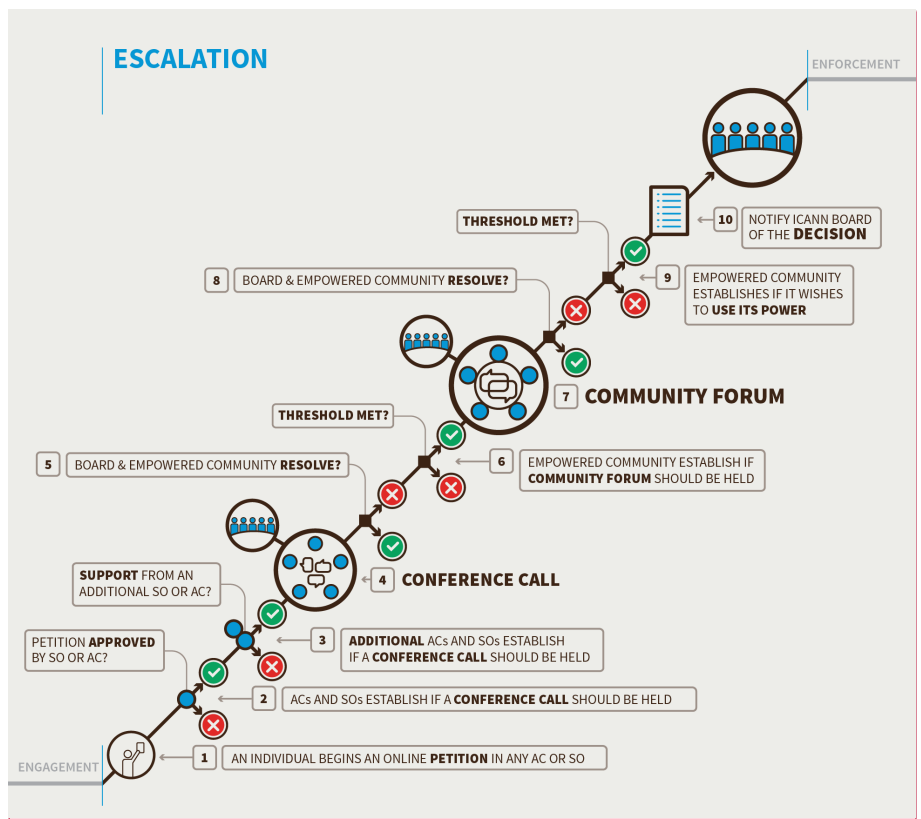 ESCALATION
ENFORCEMENT
10
NOTIFY ICANN BOARD
OF THE DECISION
THRESHOLD MET?
9
EMPOWERED COMMUNITY
ESTABLISHES IF IT WISHES
TO USE ITS POWER
8
BOARD & EMPOWERED COMMUNITY RESOLVE?
7
COMMUNITY FORUM
THRESHOLD MET?
6
EMPOWERED COMMUNITY ESTABLISH IF
COMMUNITY FORUM SHOULD BE HELD
5
BOARD & EMPOWERED COMMUNITY RESOLVE?
4
CONFERENCE CALL
SUPPORT FROM AN
ADDITIONAL SO OR AC?
3
ADDITIONAL ACs AND SOs ESTABLISH
IF A CONFERENCE CALL SHOULD BE HELD
PETITION APPROVED
BY SO OR AC?
2
ACs AND SOs ESTABLISH IF A CONFERENCE CALL SHOULD BE HELD
1
AN INDIVIDUAL BEGINS AN ONLINE PETITION IN ANY AC OR SO
ENGAGEMENT